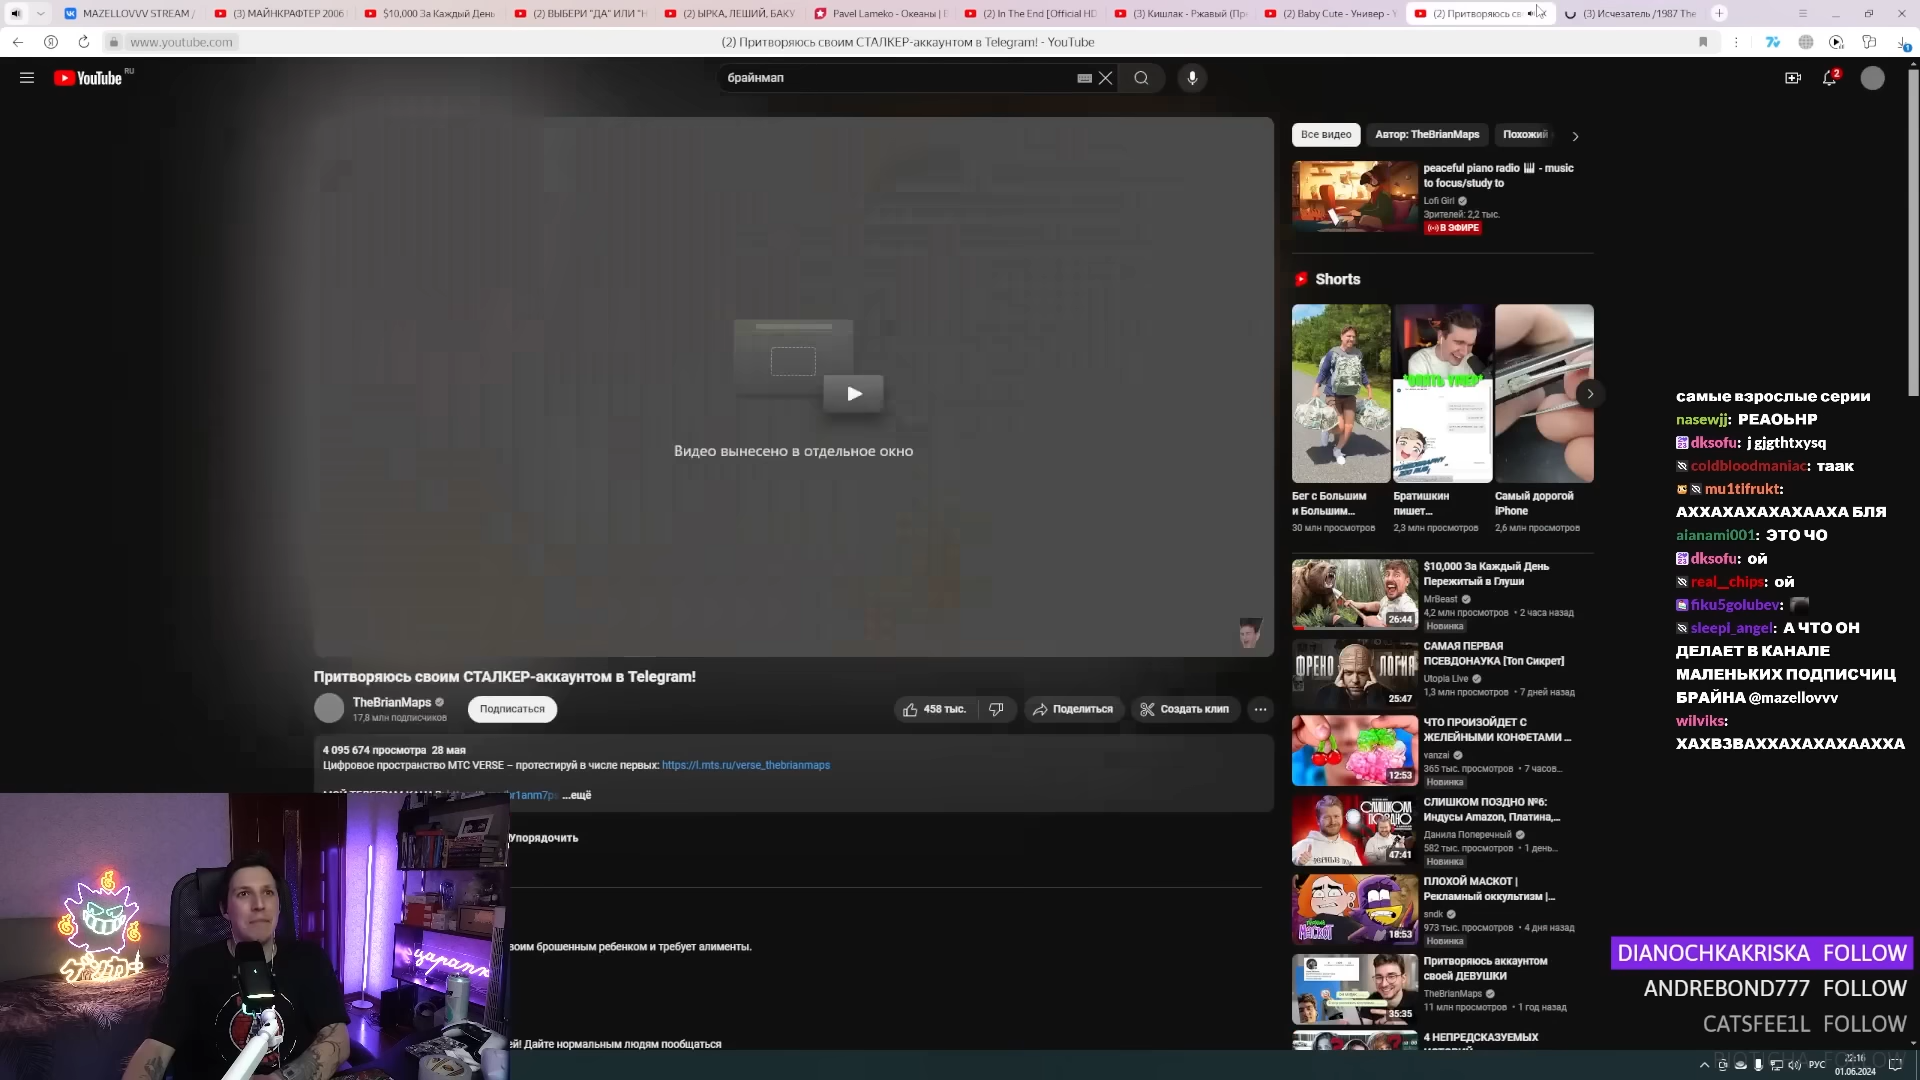 MAZELLOVVV STREAM /
(3) МАЙНКРАФТЕР 2006
$10,000 За Каждый День
(2) ВЫБЕРИ "ДА" ИЛИ "Н
(2) ЫРКА, ЛЕШИЙ, БАКУ
Pavel Lameko - Океаны |
(2) In The End [Official HD
(3) Кишлак - Ржавый (Пр
(2) Baby Cute - Универ - Y
(2) Притворяюсь св
(3) Исчезатель /1987 The
www.youtube.com
(2) Притворяюсь своим СТАЛКЕР-аккаунтом в Telegram! - YouTube
YouTube RU
брайнмап
2
Видео вынесено в отдельное окно
Притворяюсь своим СТАЛКЕР-аккаунтом в Telegram!
TheBrianMaps
17,8 млн подписчиков
Подписаться
458 тыс.
Поделиться
Создать клип
4 095 674 просмотра 28 мая
Цифровое пространство МТС VERSE – протестируй в числе первых: https://l.mts.ru/verse_thebrianmaps
br1anm7ps ...ещё
Упорядочить
воим брошенным ребенком и требует алименты.
ей! Дайте нормальным людям пообщаться
царапка
Все видео
Автор: TheBrianMaps
Похожий
peaceful piano radio - music
to focus/study to
Lofi Girl
Зрителей: 2,2 тыс.
В ЭФИРЕ
Shorts
Бег с Большим
и Большим...
30 млн просмотров
Братишкин
пишет...
2,3 млн просмотров
Самый дорогой
iPhone
2,6 млн просмотров
$10,000 За Каждый День
Пережитый в Глуши
MrBeast
4,2 млн просмотров • 2 часа назад
Новинка
26:44
САМАЯ ПЕРВАЯ
ПСЕВДОНАУКА [Топ Сикрет]
Utopia Live
1,3 млн просмотров • 7 дней назад
ФРЕНОЛОГИЯ
25:47
ЧТО ПРОИЗОЙДЕТ С
ЖЕЛЕЙНЫМИ КОНФЕТАМИ ...
vanzai
365 тыс. просмотров • 7 часов...
Новинка
12:53
СЛИШКОМ ПОЗДНО №6:
Индусы Amazon, Платина,...
Данила Поперечный
582 тыс. просмотров • 1 день...
Новинка
47:41
ПЛОХОЙ МАСКОТ |
Рекламный оккультизм |...
sndk
973 тыс. просмотров • 4 дня назад
Новинка
18:53
Притворяюсь аккаунтом
своей ДЕВУШКИ
TheBrianMaps
11 млн просмотров • 1 год назад
35:35
4 НЕПРЕДСКАЗУЕМЫХ
самые взрослые серии
nasewjj: РЕАОЬНР
dksofu: j gjgthtxysq
coldbloodmaniac: таак
mu1tifrukt:
АХХАХАХАХАХААХА БЛЯ
aianami001: ЭТО ЧО
dksofu: ой
real__chips: ой
fiku5golubev:
sleepi_angel: А ЧТО ОН
ДЕЛАЕТ В КАНАЛЕ
МАЛЕНЬКИХ ПОДПИСЧИЦ
БРАЙНА @mazellovvv
wilviks:
ХАХВЗВАХХАХАХАХААХХА
DIANOCHKAKRISKA FOLLOW
ANDREBOND777 FOLLOW
CATSFEE1L FOLLOW
РУС
22:16
01.06.2024